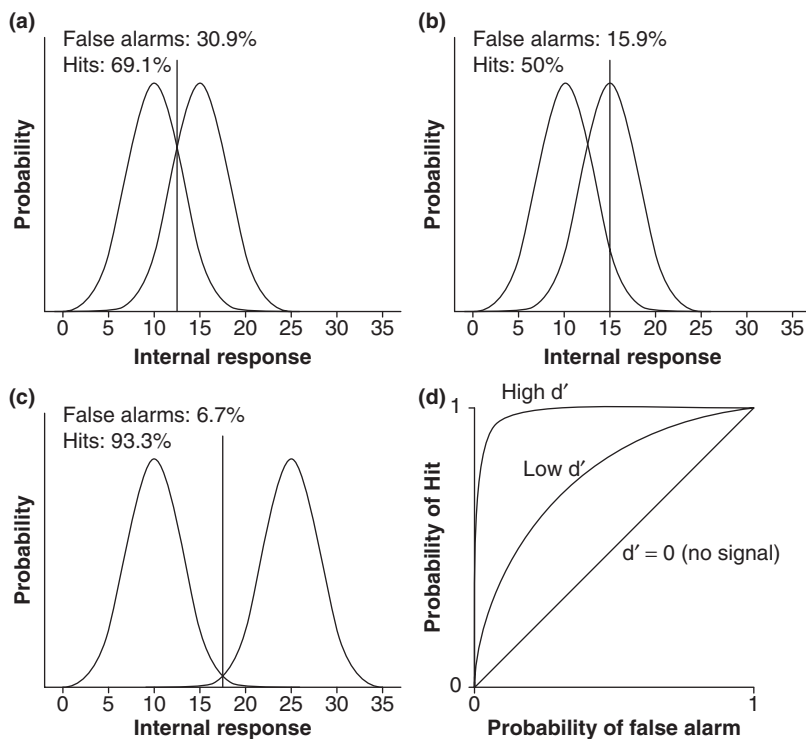 (a)
False alarms: 30.9%
Hits: 69.1%
Probability
0 5 10 15 20 25 30 35
Internal response
(b)
False alarms: 15.9%
Hits: 50%
Probability
0 5 10 15 20 25 30 35
Internal response
(c)
False alarms: 6.7%
Hits: 93.3%
Probability
0 5 10 15 20 25 30 35
Internal response
(d)
High d′
1
Low d′
Probability of Hit
d′ = 0 (no signal)
0
0 1
Probability of false alarm